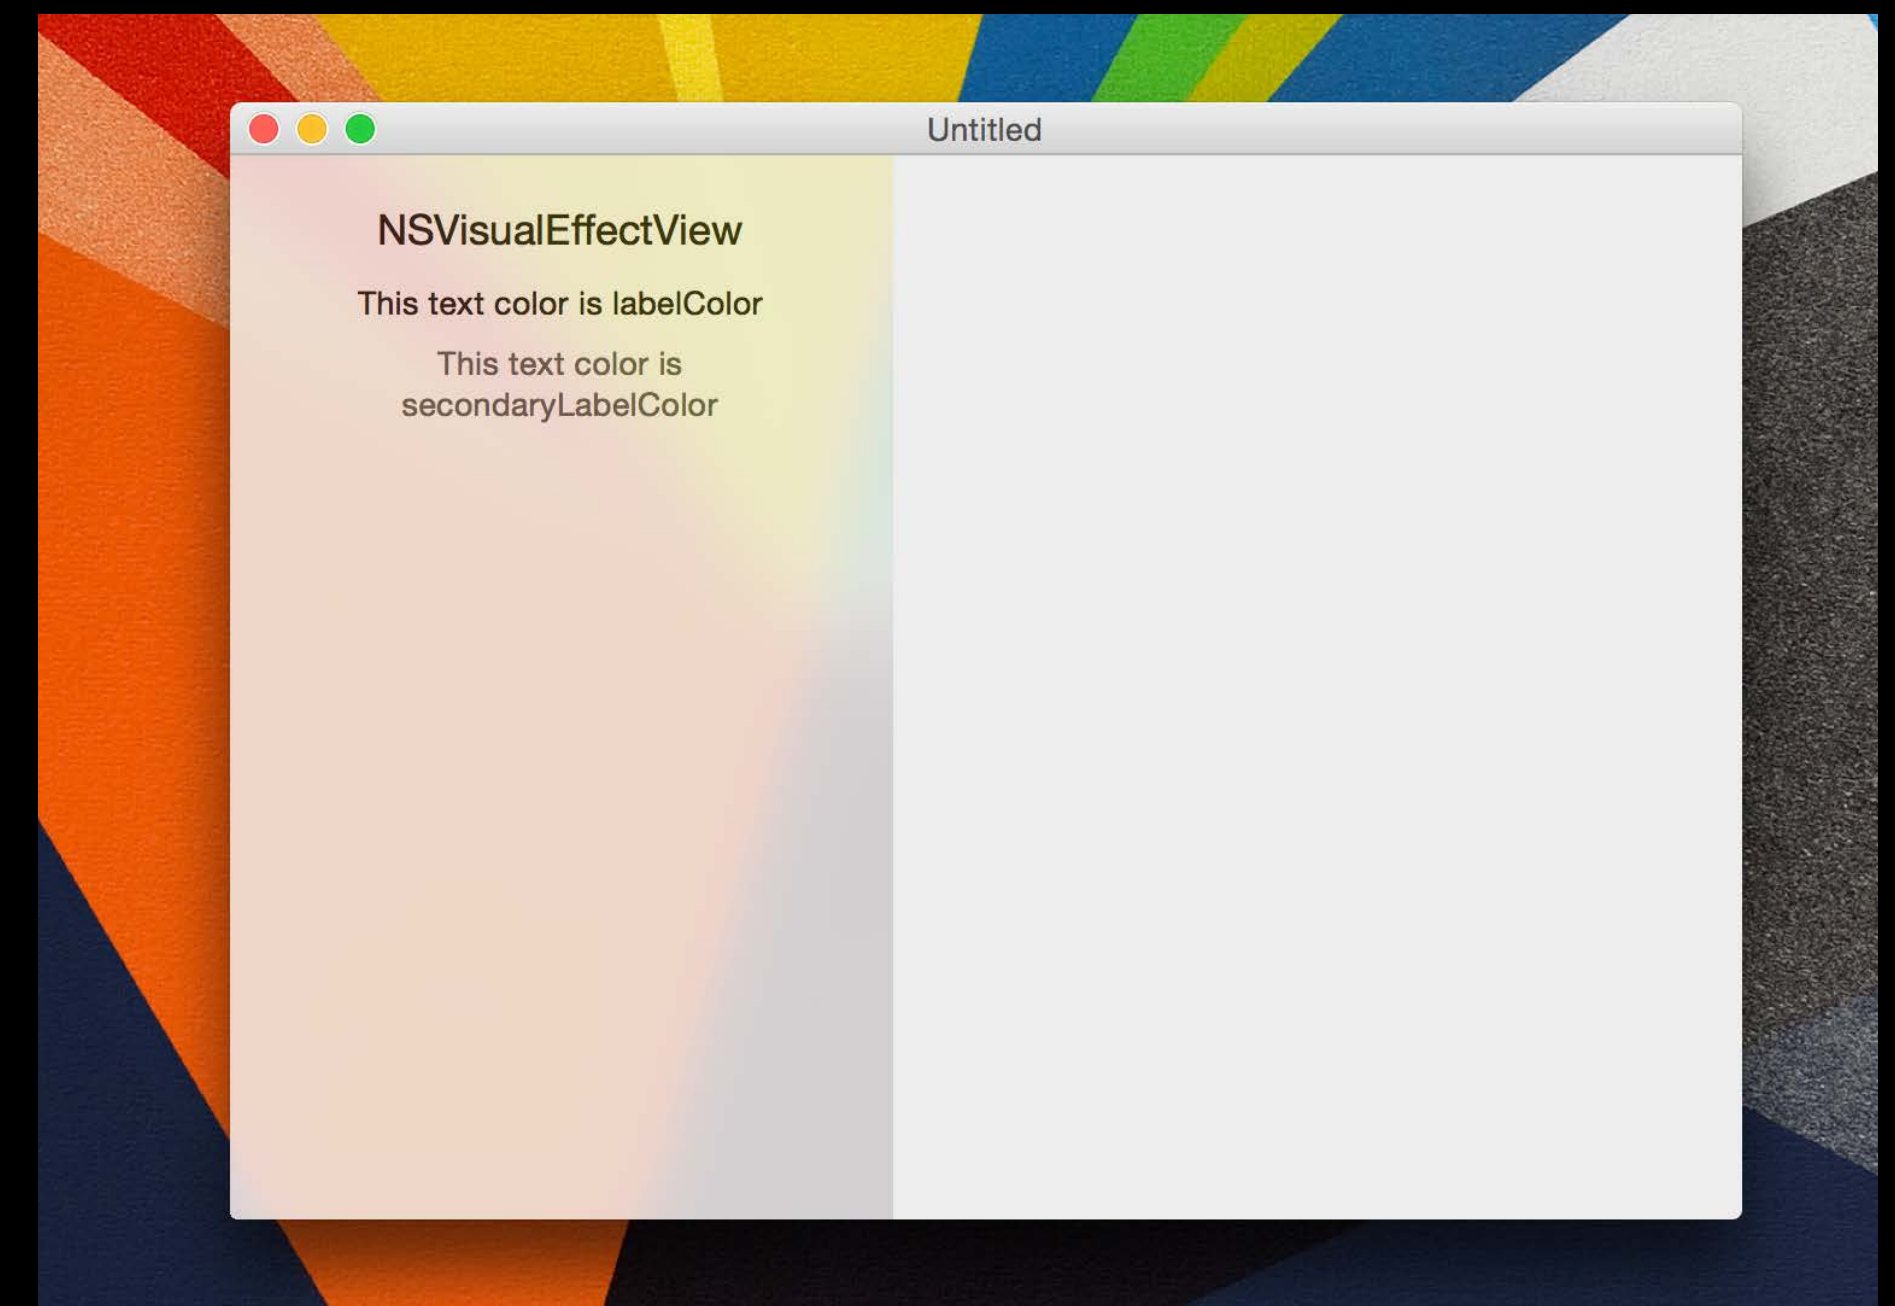 Untitled
NSVisualEffectView
This text color is labelColor
This text color is
secondaryLabelColor